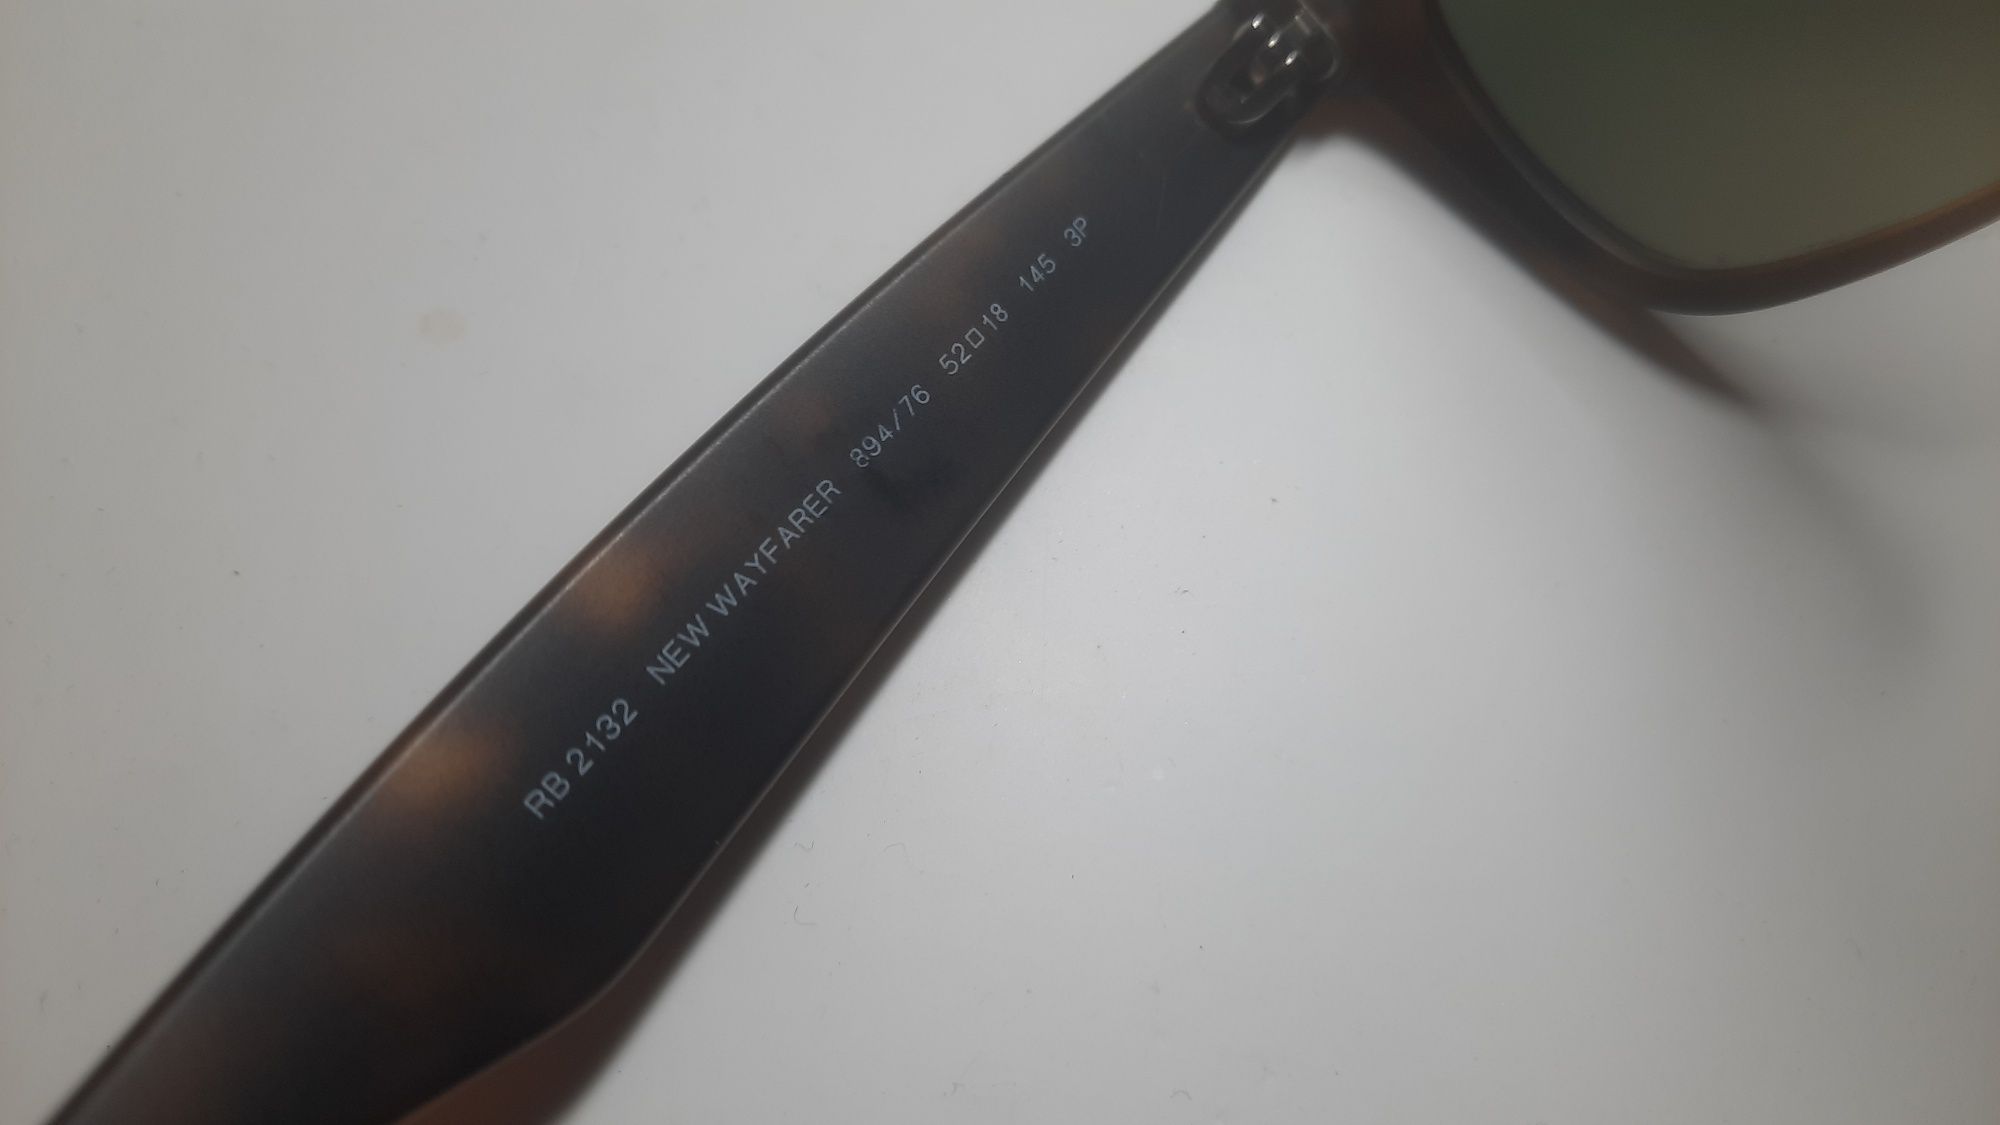 RB 2132 NEW WAYFARER 894/76 52□18 145 3P